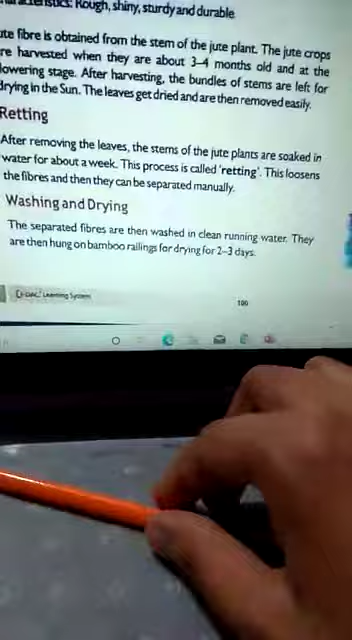 Characteristics: Rough, shiny, sturdy and durable
ute fibre is obtained from the stem of the jute plant. The jute crops
re harvested when they are about 3–4 months old and at the
lowering stage. After harvesting, the bundles of stems are left for
drying in the Sun. The leaves get dried and are then removed easily.
Retting
After removing the leaves, the stems of the jute plants are soaked in
water for about a week. This process is called 'retting'. This loosens
the fibres and then they can be separated manually.
Washing and Drying
The separated fibres are then washed in clean running water. They
are then hung on bamboo railings for drying for 2–3 days.
Learning System
100